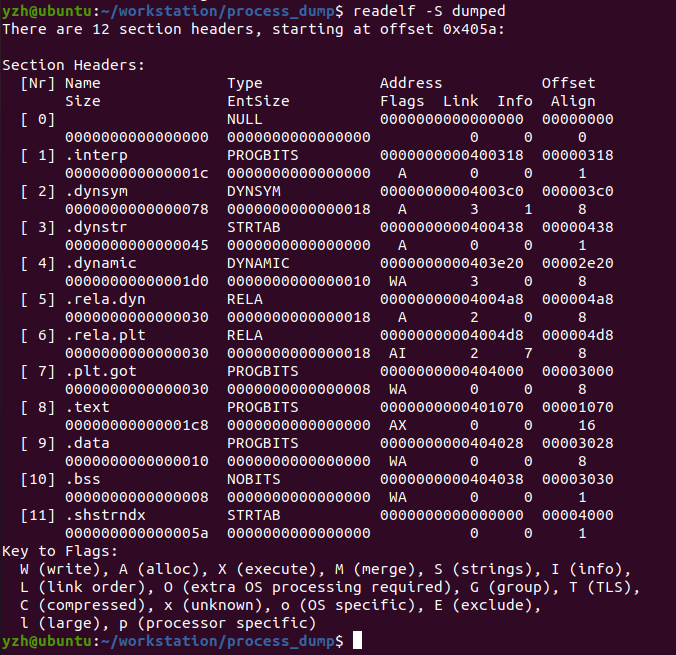 yzh@ubuntu:~/workstation/process_dump$ readelf -S dumped
There are 12 section headers, starting at offset 0x405a:

Section Headers:
  [Nr] Name              Type             Address           Offset
       Size              EntSize          Flags  Link  Info  Align
  [ 0]                   NULL             0000000000000000  00000000
       0000000000000000  0000000000000000           0     0     0
  [ 1] .interp           PROGBITS         0000000000400318  00000318
       000000000000001c  0000000000000000   A       0     0     1
  [ 2] .dynsym           DYNSYM           00000000004003c0  000003c0
       0000000000000078  0000000000000018   A       3     1     8
  [ 3] .dynstr           STRTAB           0000000000400438  00000438
       0000000000000045  0000000000000000   A       0     0     1
  [ 4] .dynamic          DYNAMIC          0000000000403e20  00002e20
       00000000000001d0  0000000000000010  WA       3     0     8
  [ 5] .rela.dyn         RELA             00000000004004a8  000004a8
       0000000000000030  0000000000000018   A       2     0     8
  [ 6] .rela.plt         RELA             00000000004004d8  000004d8
       0000000000000030  0000000000000018  AI       2     7     8
  [ 7] .plt.got          PROGBITS         0000000000404000  00003000
       0000000000000030  0000000000000008  WA       0     0     8
  [ 8] .text             PROGBITS         0000000000401070  00001070
       00000000000001c8  0000000000000000  AX       0     0     16
  [ 9] .data             PROGBITS         0000000000404028  00003028
       0000000000000010  0000000000000000  WA       0     0     8
  [10] .bss              NOBITS           0000000000404038  00003030
       0000000000000008  0000000000000000  WA       0     0     1
  [11] .shstrndx         STRTAB           0000000000000000  00004000
       000000000000005a  0000000000000000           0     0     1
Key to Flags:
  W (write), A (alloc), X (execute), M (merge), S (strings), I (info),
  L (link order), O (extra OS processing required), G (group), T (TLS),
  C (compressed), x (unknown), o (OS specific), E (exclude),
  l (large), p (processor specific)
yzh@ubuntu:~/workstation/process_dump$